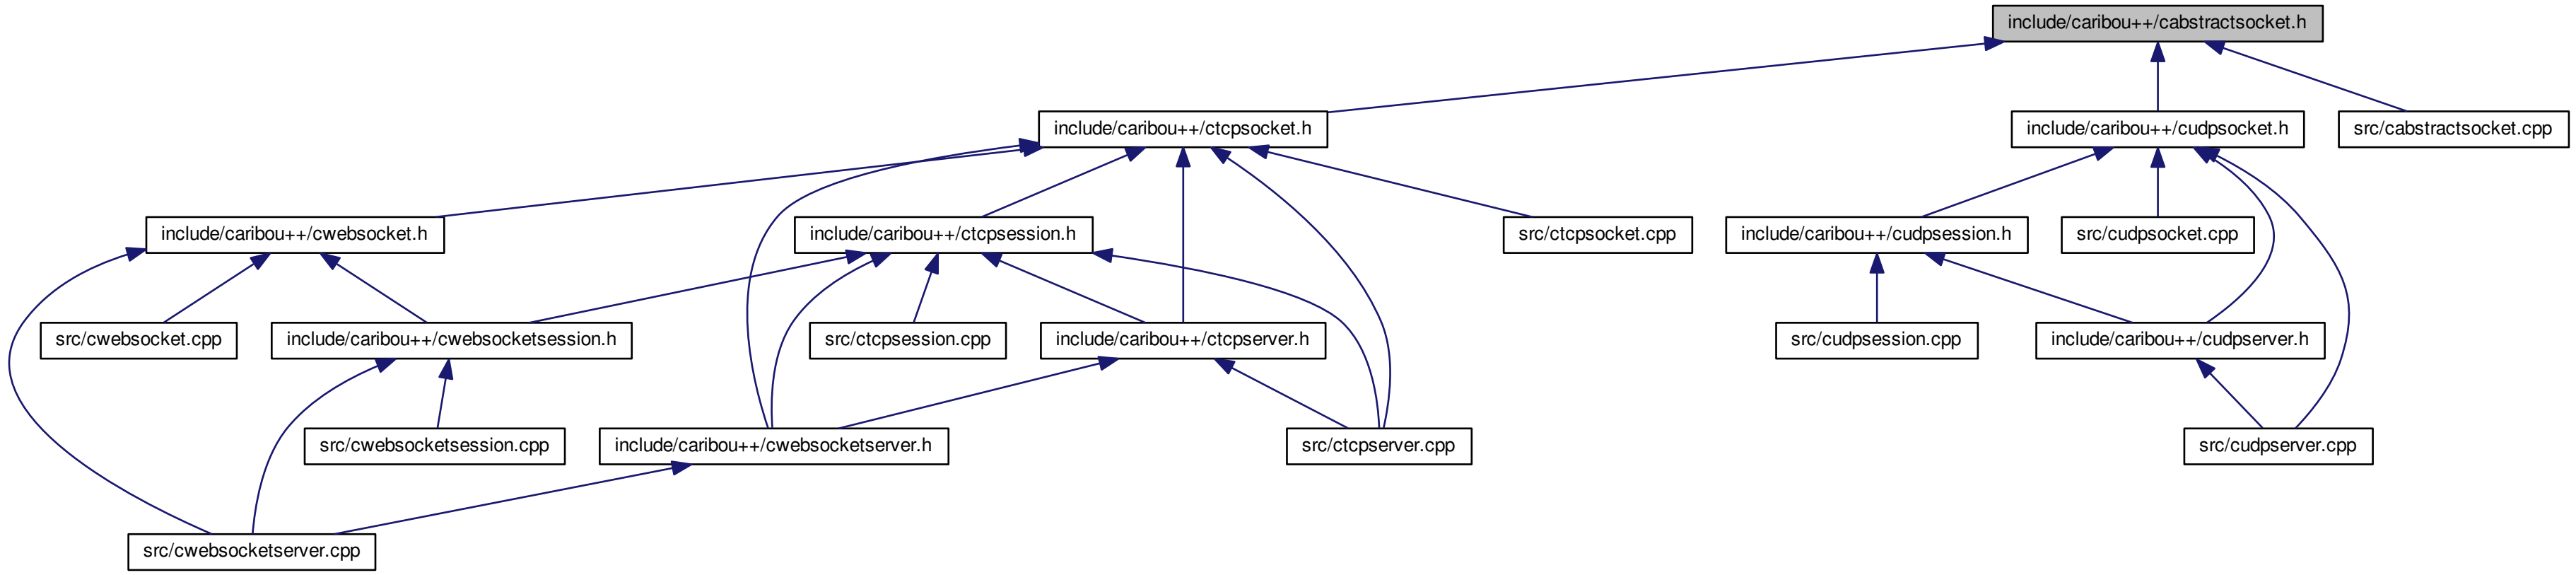 include/caribou++/cabstractsocket.h
include/caribou++/ctcpsocket.h
include/caribou++/cudpsocket.h
src/cabstractsocket.cpp
include/caribou++/cwebsocket.h
include/caribou++/ctcpsession.h
src/ctcpsocket.cpp
include/caribou++/cudpsession.h
src/cudpsocket.cpp
src/cwebsocket.cpp
include/caribou++/cwebsocketsession.h
src/ctcpsession.cpp
include/caribou++/ctcpserver.h
src/cudpsession.cpp
include/caribou++/cudpserver.h
src/cwebsocketsession.cpp
include/caribou++/cwebsocketserver.h
src/ctcpserver.cpp
src/cudpserver.cpp
src/cwebsocketserver.cpp